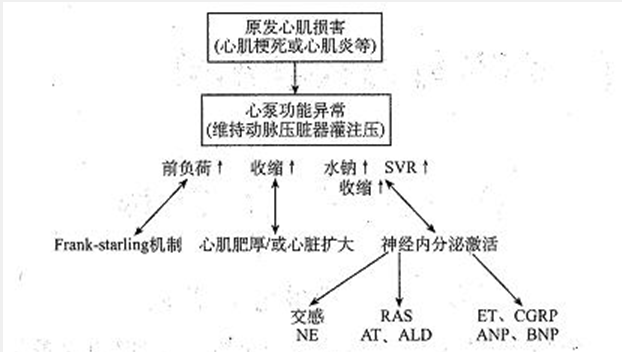 原发心肌损害
(心肌梗死或心肌炎等)
心泵功能异常
(维持动脉压脏器灌注压)
前负荷↑ 收缩↑ 水钠↑ SVR↑
收缩↑
Frank-starling机制 心肌肥厚/或心脏扩大 神经内分泌激活
交感 RAS ET、CGRP
NE AT、ALD ANP、BNP